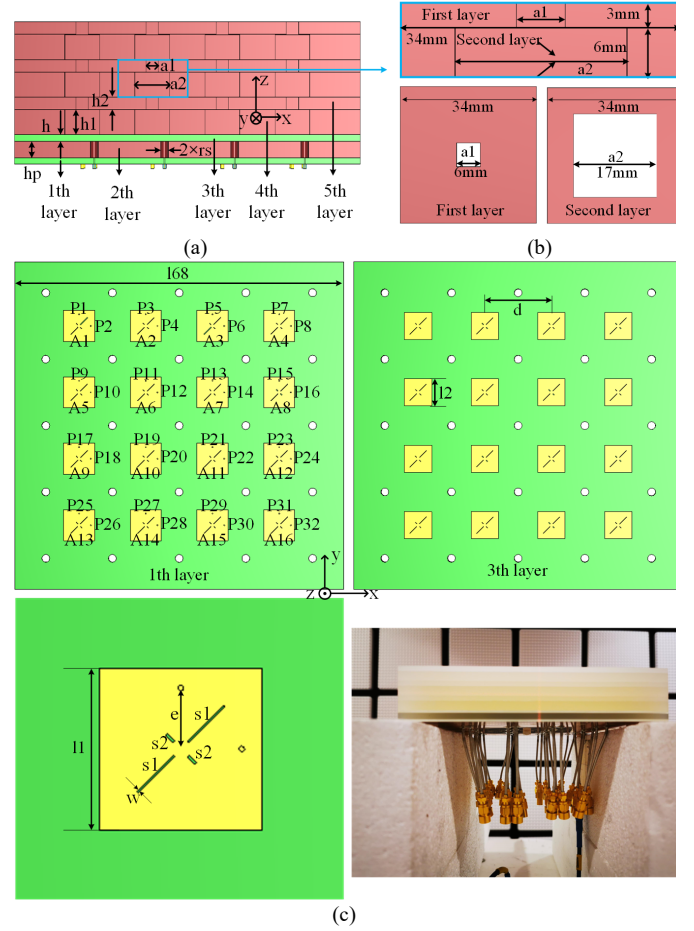 a1
a2
h2
h
h1
z
y
x
hp
2×rs
1th
layer
2th
layer
3th
layer
4th
layer
5th
layer
(a)
First layer
a1
3mm
34mm
Second layer
6mm
a2
34mm
a1
6mm
First layer
34mm
a2
17mm
Second layer
(b)
l68
P1 P3 P5 P7
P2 P4 P6 P8
A1 A2 A3 A4
P9 P11 P13 P15
P10 P12 P14 P16
A5 A6 A7 A8
P17 P19 P21 P23
P18 P20 P22 P24
A9 A10 A11 A12
P25 P27 P29 P31
P26 P28 P30 P32
A13 A14 A15 A16
1th layer
d
l2
3th layer
y
z
x
l1
e
s1
s2
s1
s2
w
(c)